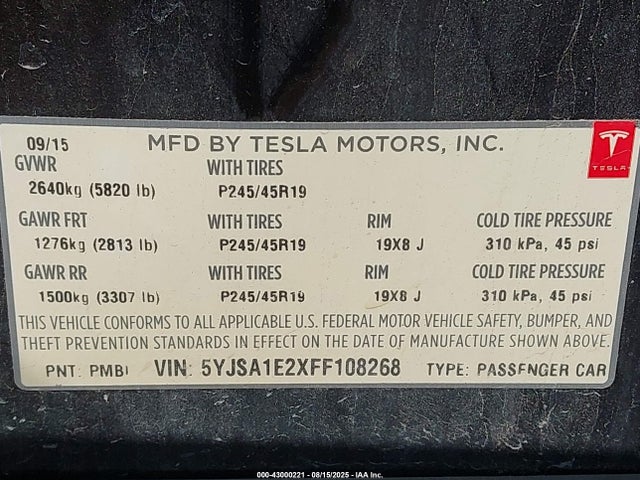 09/15 MFD BY TESLA MOTORS, INC.
TESLA
GVWR WITH TIRES
2640kg (5820 lb) P245/45R19
GAWR FRT WITH TIRES RIM COLD TIRE PRESSURE
1276kg (2813 lb) P245/45R19 19X8 J 310 kPa, 45 psi
GAWR RR WITH TIRES RIM COLD TIRE PRESSURE
1500kg (3307 lb) P245/45R19 19X8 J 310 kPa, 45 psi
THIS VEHICLE CONFORMS TO ALL APPLICABLE U.S. FEDERAL MOTOR VEHICLE SAFETY, BUMPER, AND
THEFT PREVENTION STANDARDS IN EFFECT ON THE DATE OF MANUFACTURE SHOWN ABOVE.
PNT: PMBL VIN: 5YJSA1E2XFF108268 TYPE: PASSENGER CAR
000-43000221 - 08/15/2025 - IAA Inc.